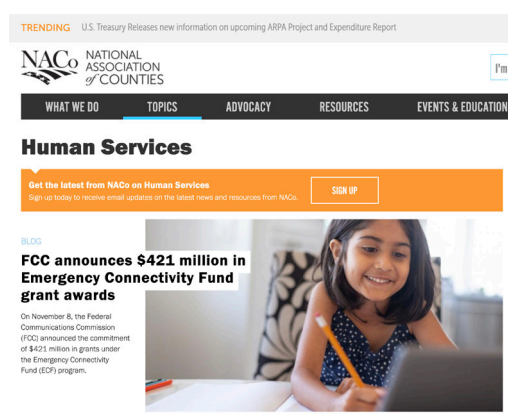 TRENDING U.S. Treasury Releases new information on upcoming ARPA Project and Expenditure Report
NACo NATIONAL
ASSOCIATION
of COUNTIES
I'm
WHAT WE DO TOPICS ADVOCACY RESOURCES EVENTS & EDUCATION
Human Services
Get the latest from NACo on Human Services
Sign up today to receive email updates on the latest news and resources from NACo.
SIGN UP
BLOG
FCC announces $421 million in
Emergency Connectivity Fund
grant awards
On November 8, the Federal
Communications Commission
(FCC) announced the commitment
of $421 million in grants under
the Emergency Connectivity
Fund (ECF) program.